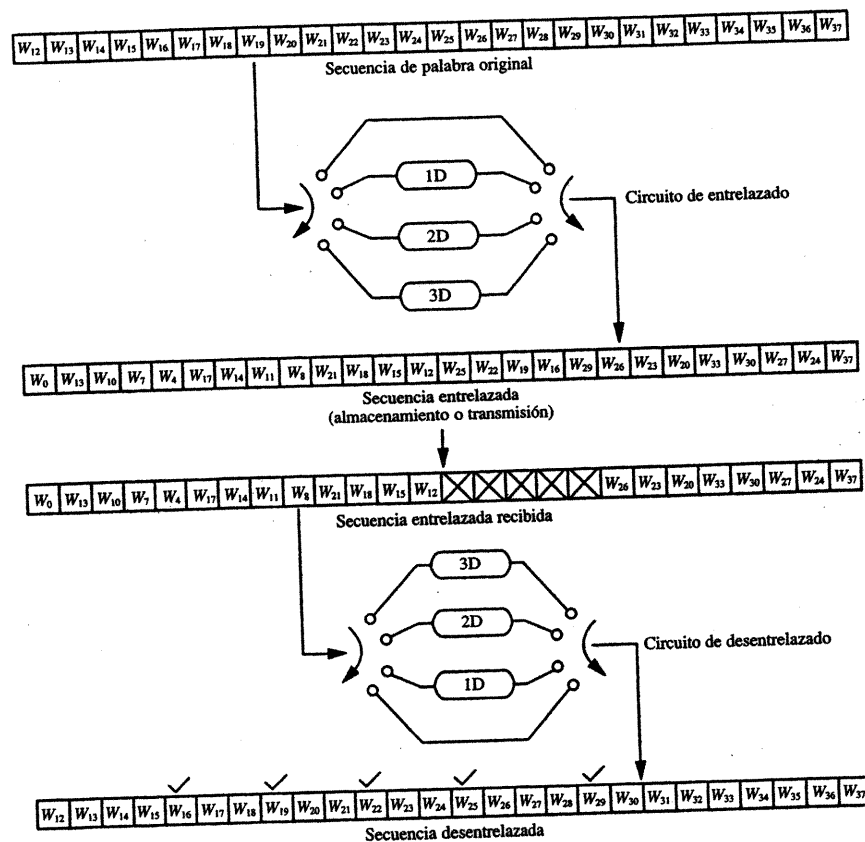 W12 W13 W14 W15 W16 W17 W18 W19 W20 W21 W22 W23 W24 W25 W26 W27 W28 W29 W30 W31 W32 W33 W34 W35 W36 W37
Secuencia de palabra original
1D
Circuito de entrelazado
2D
3D
W0 W13 W10 W7 W4 W17 W14 W11 W8 W21 W18 W15 W12 W25 W22 W19 W16 W29 W26 W23 W20 W33 W30 W27 W24 W37
Secuencia entrelazada
(almacenamiento o transmisión)
W0 W13 W10 W7 W4 W17 W14 W11 W8 W21 W18 W15 W12 W26 W23 W20 W33 W30 W27 W24 W37
Secuencia entrelazada recibida
3D
2D
Circuito de desentrelazado
1D
W12 W13 W14 W15 W16 W17 W18 W19 W20 W21 W22 W23 W24 W25 W26 W27 W28 W29 W30 W31 W32 W33 W34 W35 W36 W37
Secuencia desentrelazada